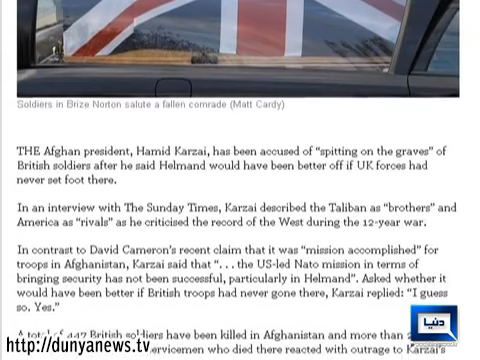 Soldiers in Brize Norton salute a fallen comrade (Matt Cardy)
THE Afghan president, Hamid Karzai, has been accused of “spitting on the graves” of
British soldiers after he said Helmand would have been better off if UK forces had
never set foot there.
In an interview with The Sunday Times, Karzai described the Taliban as “brothers” and
America as “rivals” as he criticised the record of the West during the 12-year war.
In contrast to David Cameron’s recent claim that it was “mission accomplished” for
troops in Afghanistan, Karzai said that “. . . the US-led Nato mission in terms of
bringing security has not been successful, particularly in Helmand”. Asked whether it
would have been better if British troops had never gone there, Karzai replied: “I guess
so. Yes.”
A total of 447 British soldiers have been killed in Afghanistan and more than
http://dunyanews.tv
servicemen who died there reacted with outrage to Karzai’s
دنیا